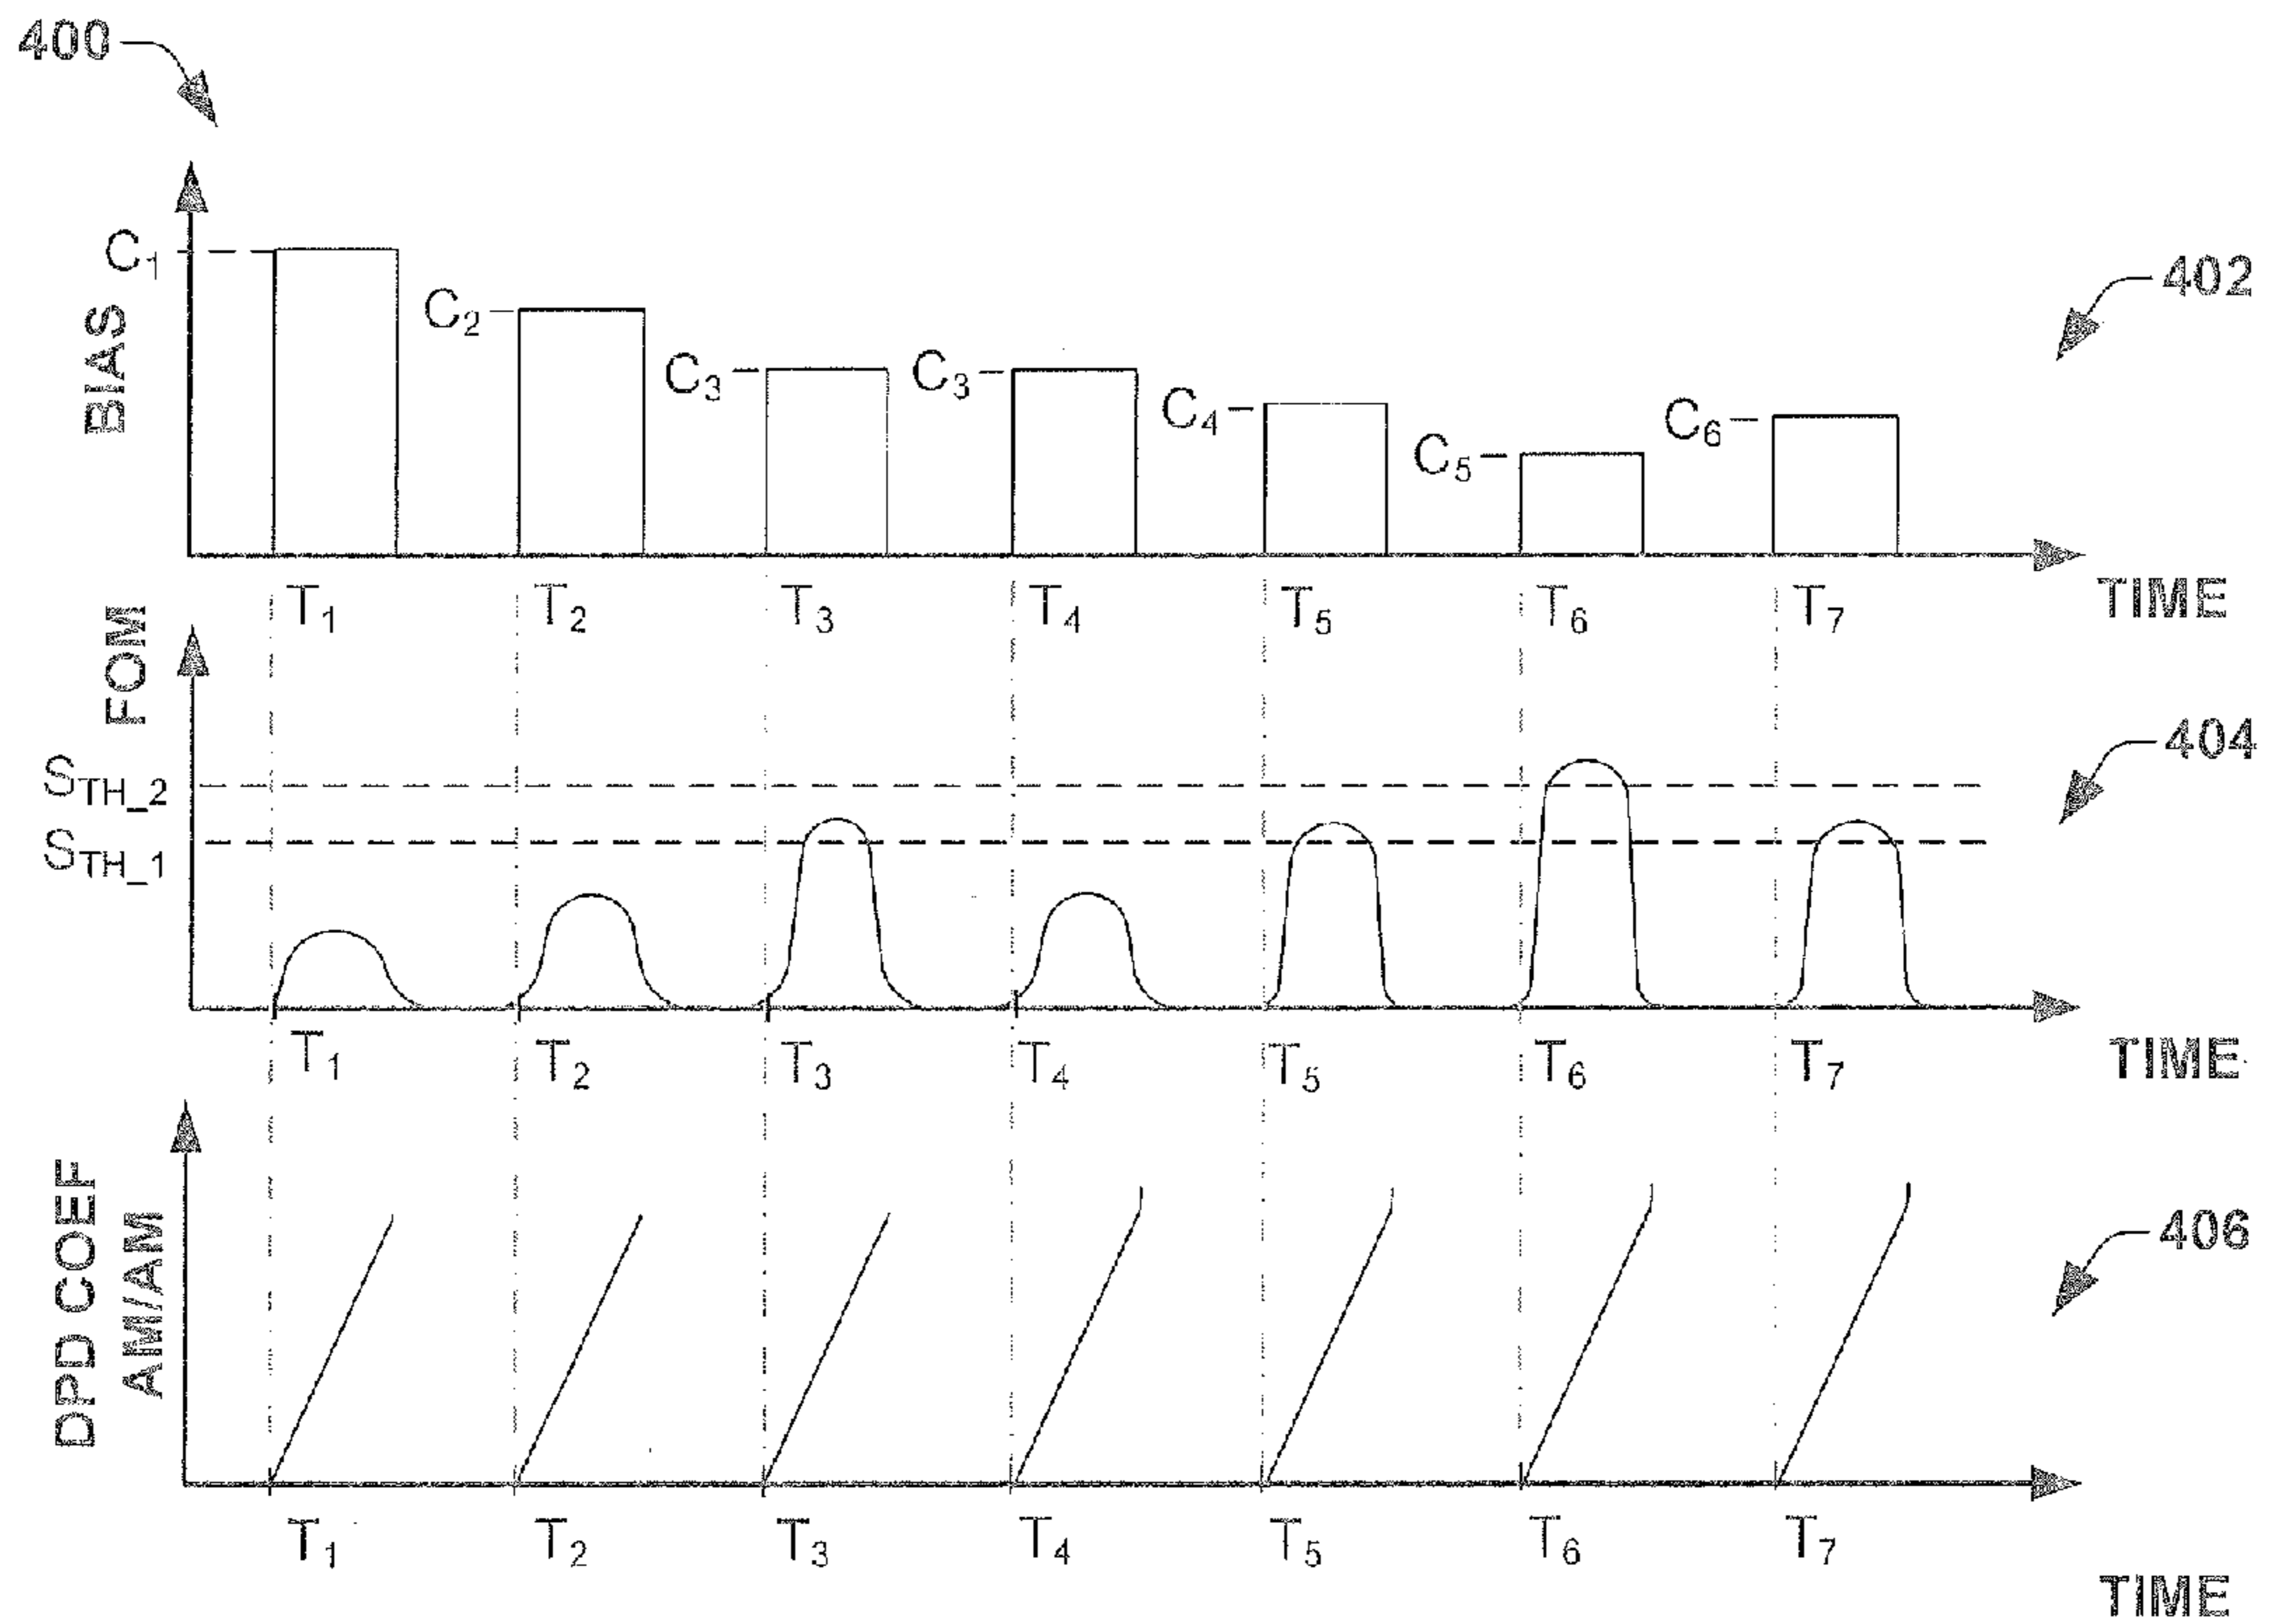 400
C1
C2
C3
C3
C4
C5
C6
402
BIAS
T1 T2 T3 T4 T5 T6 T7
TIME
FOM
STH_2
STH_1
404
T1 T2 T3 T4 T5 T6 T7
TIME
DPD COEF
AM/AM
406
T1 T2 T3 T4 T5 T6 T7
TIME